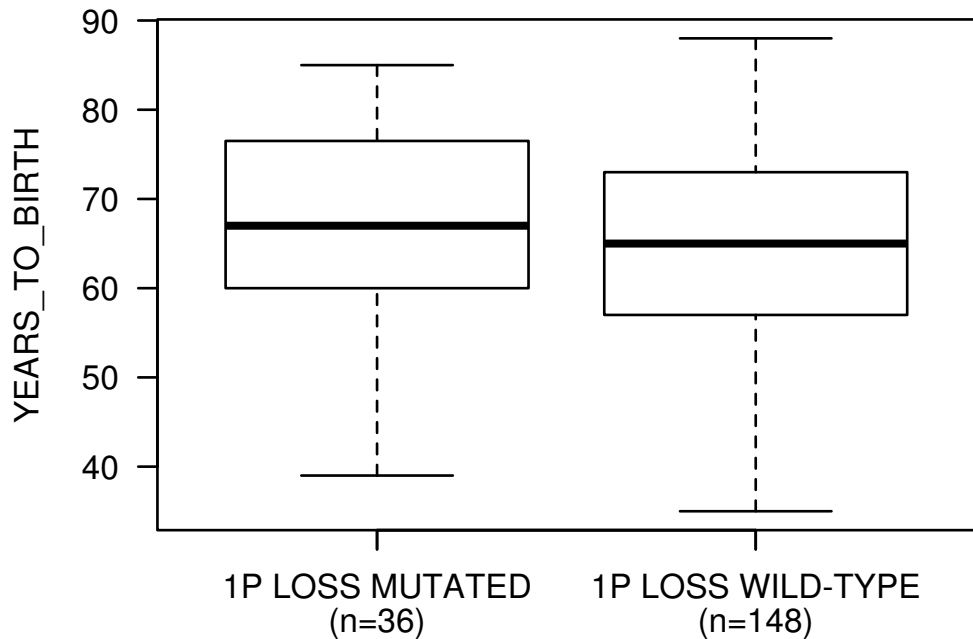 YEARS_TO_BIRTH
90
80
70
60
50
40
1P LOSS MUTATED
(n=36)
1P LOSS WILD-TYPE
(n=148)